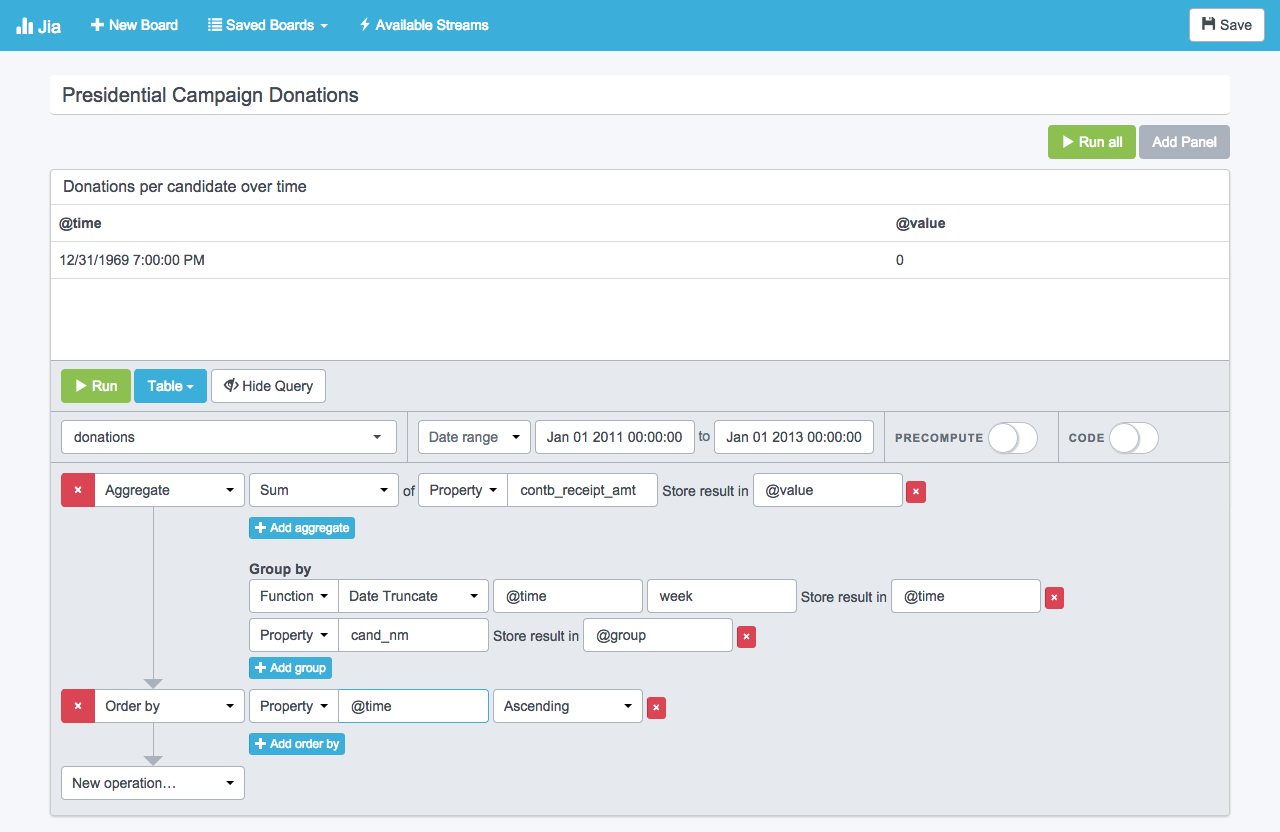 Jia New Board Saved Boards Available Streams Save
Presidential Campaign Donations
Run all Add Panel
Donations per candidate over time
@time @value
12/31/1969 7:00:00 PM 0
Run Table Hide Query
donations Date range Jan 01 2011 00:00:00 to Jan 01 2013 00:00:00 PRECOMPUTE CODE
× Aggregate Sum of Property contb_receipt_amt Store result in @value ×
+ Add aggregate
Group by
Function Date Truncate @time week Store result in @time ×
Property cand_nm Store result in @group ×
+ Add group
× Order by Property @time Ascending ×
+ Add order by
New operation…